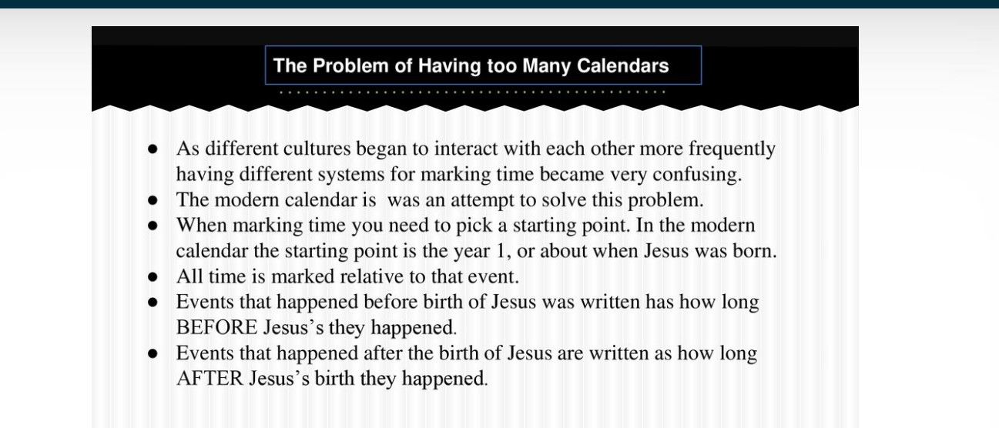 The Problem of Having too Many Calendars
● As different cultures began to interact with each other more frequently
having different systems for marking time became very confusing.
● The modern calendar is  was an attempt to solve this problem.
● When marking time you need to pick a starting point. In the modern
calendar the starting point is the year 1, or about when Jesus was born.
● All time is marked relative to that event.
● Events that happened before birth of Jesus was written has how long
BEFORE Jesus’s they happened.
● Events that happened after the birth of Jesus are written as how long
AFTER Jesus’s birth they happened.